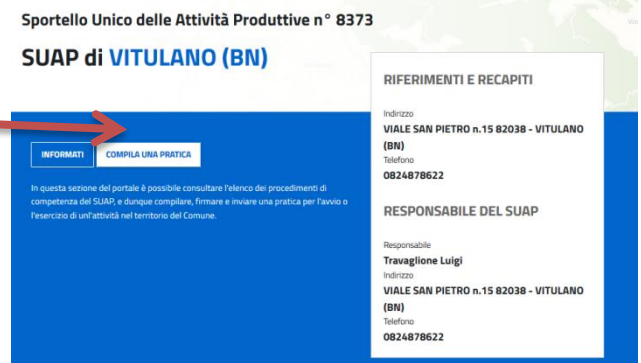 Sportello Unico delle Attività Produttive n° 8373
SUAP di VITULANO (BN)
INFORMATI
COMPILA UNA PRATICA
In questa sezione del portale è possibile consultare l'elenco dei procedimenti di
competenza del SUAP, e dunque compilare, firmare e inviare una pratica per l'avvio o
l'esercizio di un'attività nel territorio del Comune.
RIFERIMENTI E RECAPITI
Indirizzo
VIALE SAN PIETRO n.15 82038 - VITULANO
(BN)
Telefono
0824878622
RESPONSABILE DEL SUAP
Responsabile
Travaglione Luigi
Indirizzo
VIALE SAN PIETRO n.15 82038 - VITULANO
(BN)
Telefono
0824878622